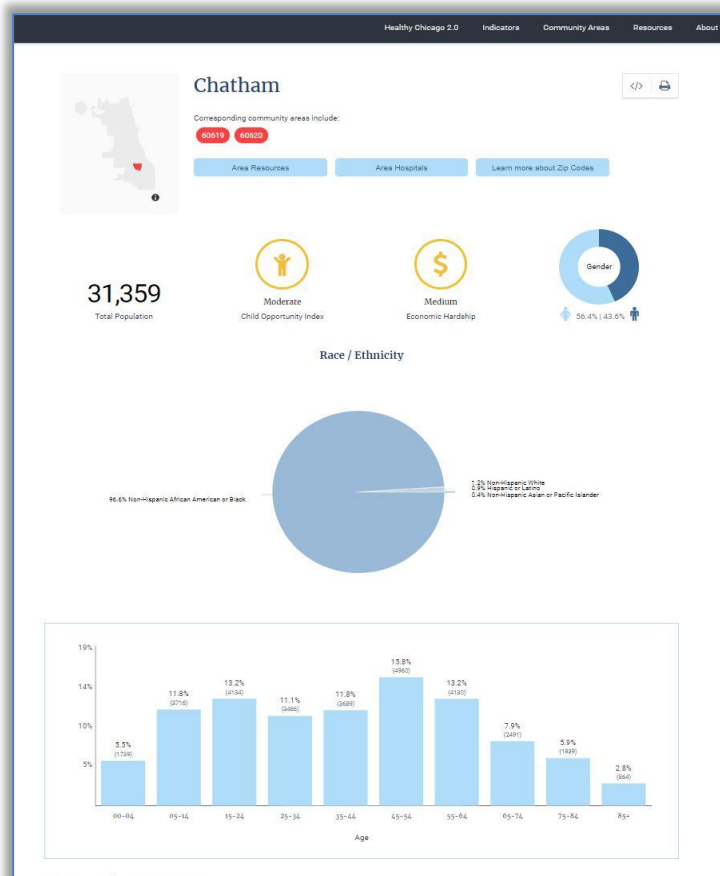 Healthy Chicago 2.0 Indicators Community Areas Resources About
Chatham
</>
Corresponding community areas include:
60619 60620
Area Resources Area Hospitals Learn more about Zip Codes
Gender
31,359
Total Population
Moderate
Child Opportunity Index
$
Medium
Economic Hardship
56.4% | 43.6%
Race / Ethnicity
96.6% Non-Hispanic African American or Black
1.2% Non-Hispanic White
0.9% Hispanic or Latino
0.4% Non-Hispanic Asian or Pacific Islander
19%
14%
10%
5%
5.5%
(1739)
11.8%
(3716)
13.2%
(4134)
11.1%
11.8%
15.8%
(4960)
13.2%
(4130)
7.9%
(2491)
5.9%
(1839)
2.8%
(864)
00-04 05-14 15-24 25-34 35-44 45-54 55-64 65-74 75-84 85+
Age